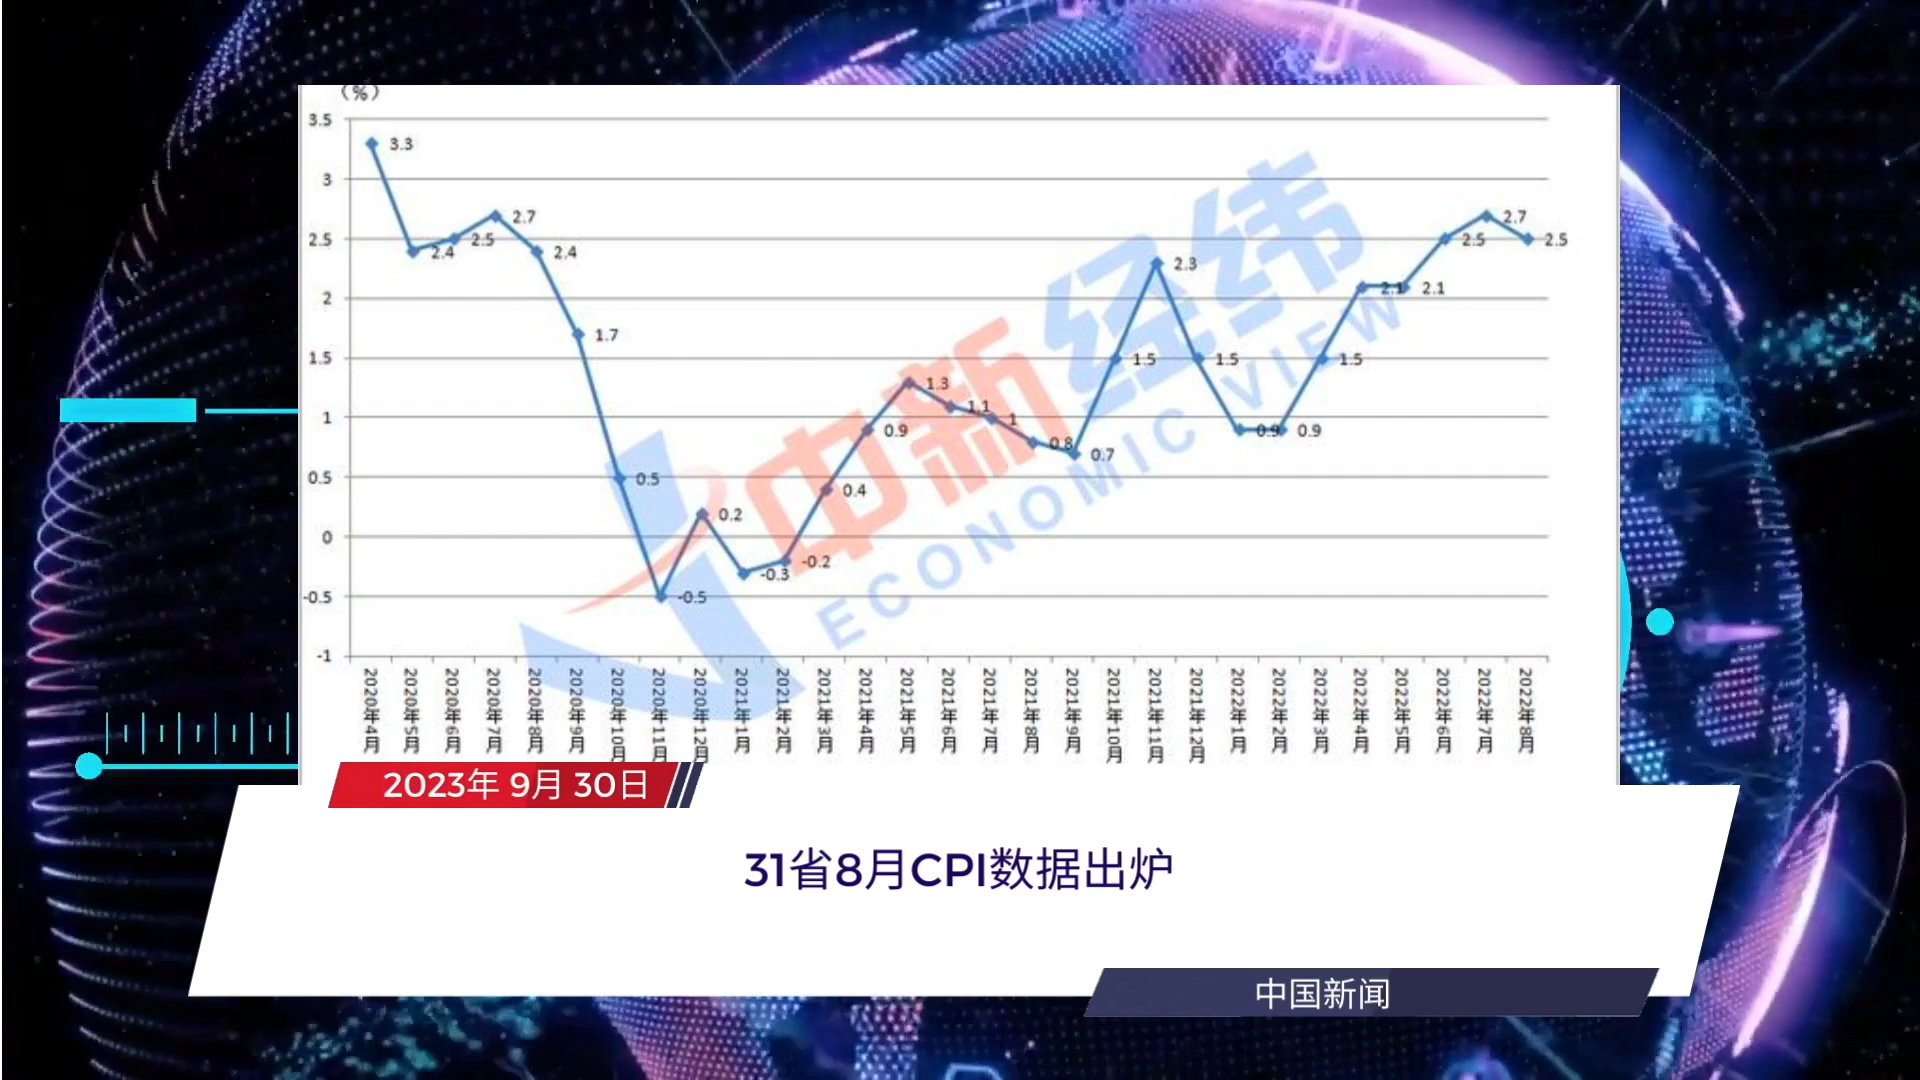 （%）
3.5
3
2.5
2
1.5
1
0.5
0
-0.5
-1
3.3
2.4
2.5
2.7
2.4
1.7
0.5
-0.5
0.2
-0.3
-0.2
0.4
0.9
1.3
1.1
1
0.8
0.7
1.5
2.3
1.5
0.9
0.9
1.5
2.1
2.1
2.5
2.7
2.5
中新经纬
ECONOMIC VIEW
2020年4月
2020年5月
2020年6月
2020年7月
2020年8月
2020年9月
2020年10月
2020年11月
2020年12月
2021年1月
2021年2月
2021年3月
2021年4月
2021年5月
2021年6月
2021年7月
2021年8月
2021年9月
2021年10月
2021年11月
2021年12月
2022年1月
2022年2月
2022年3月
2022年4月
2022年5月
2022年6月
2022年7月
2022年8月
2023年 9月 30日
31省8月CPI数据出炉
中国新闻